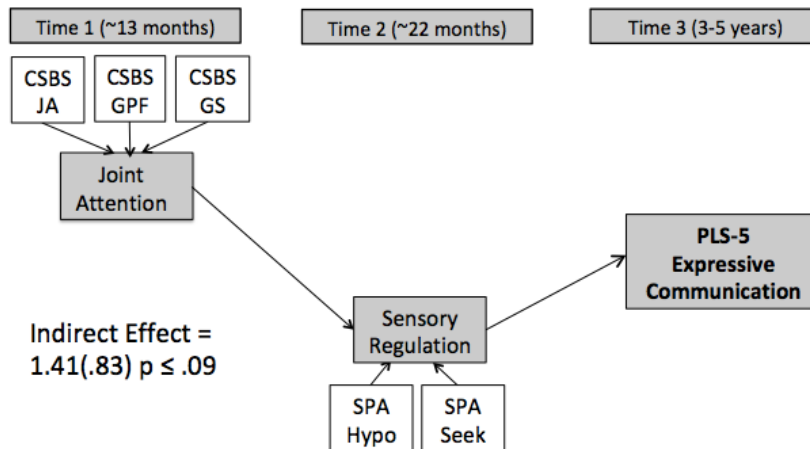 Time 1 (~13 months)
Time 2 (~22 months)
Time 3 (3-5 years)
CSBS
JA
CSBS
GPF
CSBS
GS
Joint
Attention
PLS-5
Expressive
Communication
Sensory
Regulation
Indirect Effect =
1.41(.83) p ≤ .09
SPA
Hypo
SPA
Seek